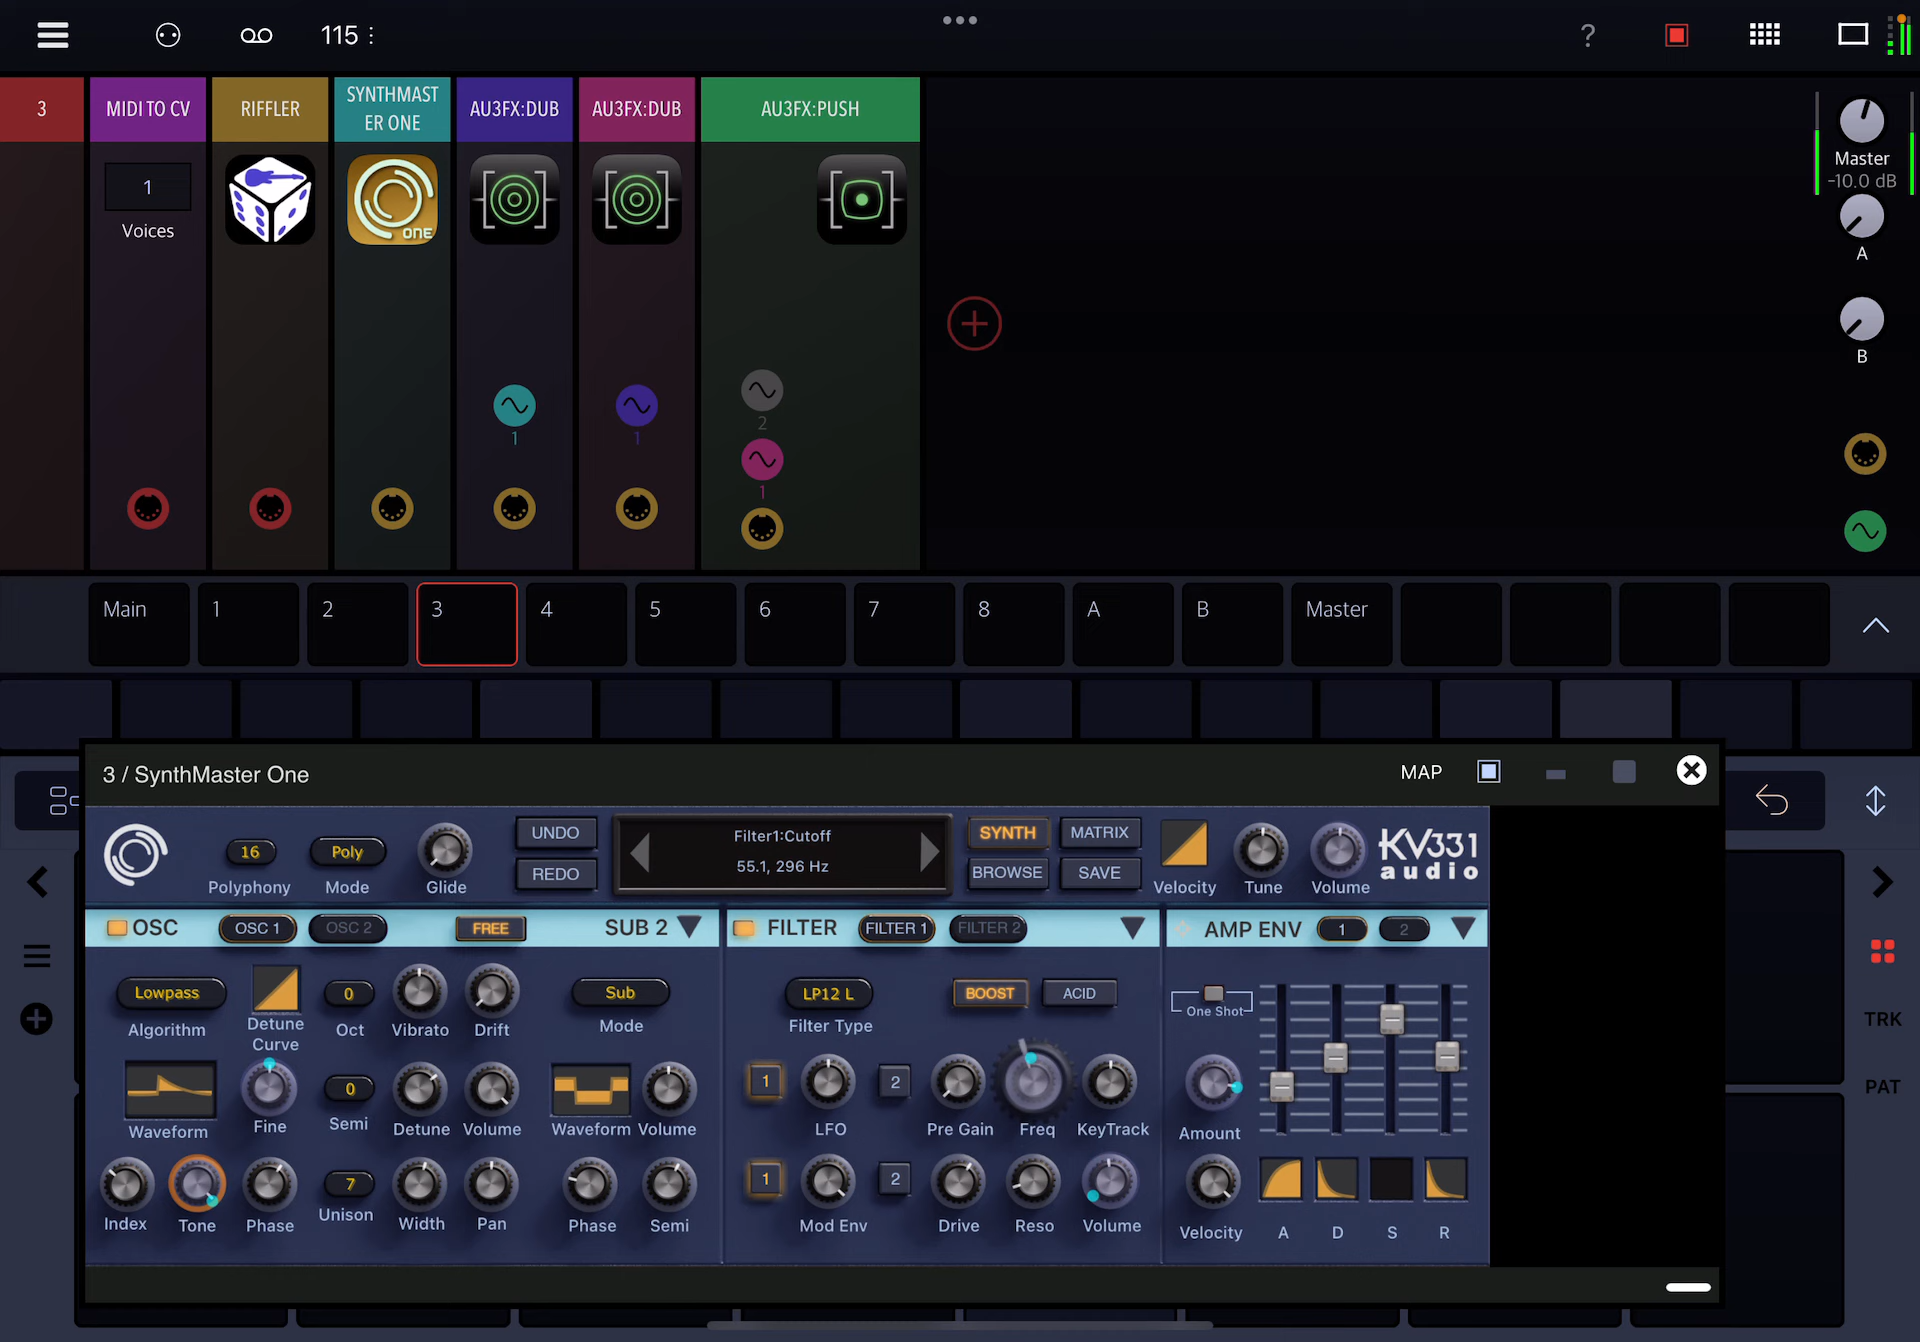 115
?
3
MIDI TO CV
RIFFLER
SYNTHMAST
ER ONE
AU3FX:DUB
AU3FX:DUB
AU3FX:PUSH
1
Voices
ONE
Master
-10.0 dB
A
B
1
1
2
1
Main
1
2
3
4
5
6
7
8
A
B
Master
3 / SynthMaster One
MAP
16
Polyphony
Poly
Mode
Glide
UNDO
REDO
Filter1:Cutoff
55.1, 296 Hz
SYNTH
MATRIX
BROWSE
SAVE
Velocity
Tune
Volume
KV331
audio
OSC
OSC 1
OSC 2
FREE
SUB 2
FILTER
FILTER 1
FILTER 2
AMP ENV
1
2
Lowpass
Algorithm
Detune
Curve
0
Oct
Vibrato
Drift
Sub
Mode
LP12 L
Filter Type
BOOST
ACID
One Shot
Waveform
Fine
0
Semi
Detune
Volume
Waveform
Volume
1
LFO
2
Pre Gain
Freq
KeyTrack
Amount
Index
Tone
Phase
7
Unison
Width
Pan
Phase
Semi
1
Mod Env
2
Drive
Reso
Volume
Velocity
A
D
S
R
TRK
PAT